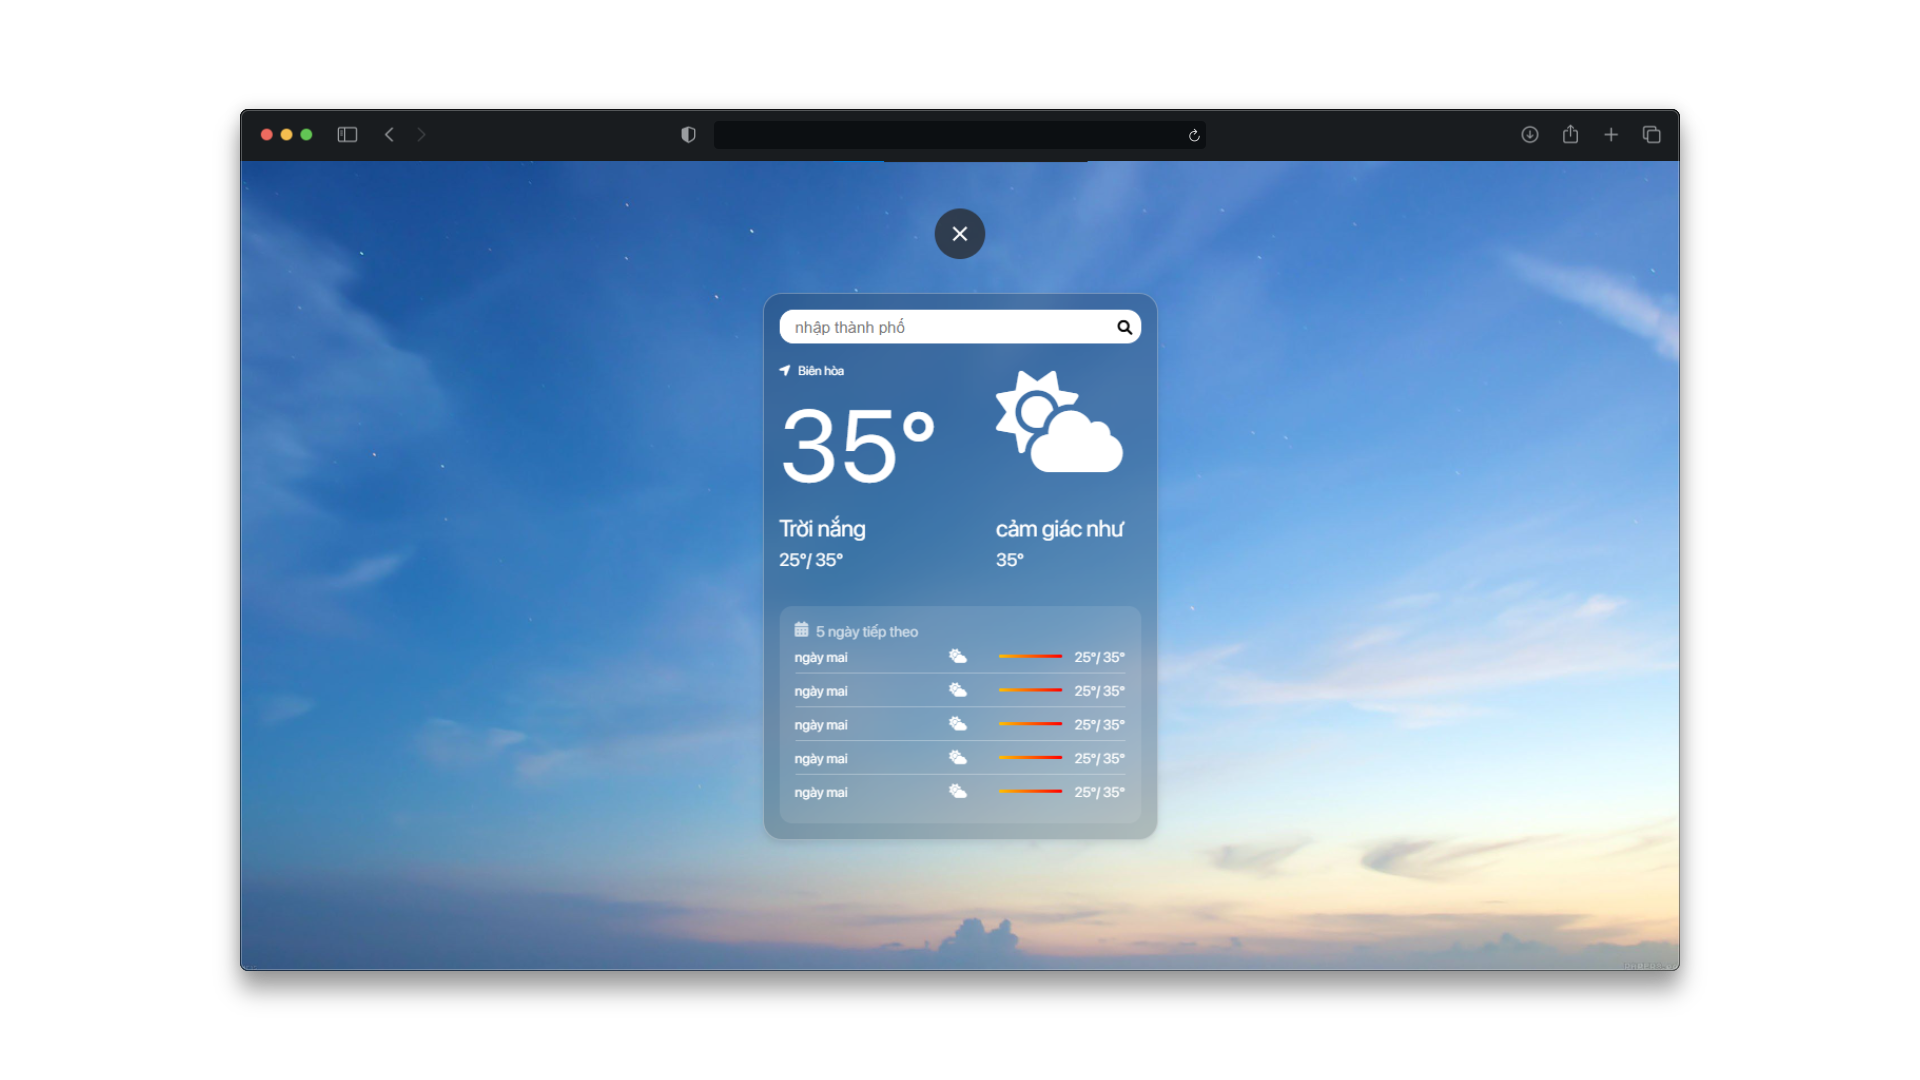 nhập thành phố
Biên hòa
35°
Trời nắng
25°/ 35°
cảm giác như
35°
5 ngày tiếp theo
ngày mai 25°/ 35°
ngày mai 25°/ 35°
ngày mai 25°/ 35°
ngày mai 25°/ 35°
ngày mai 25°/ 35°